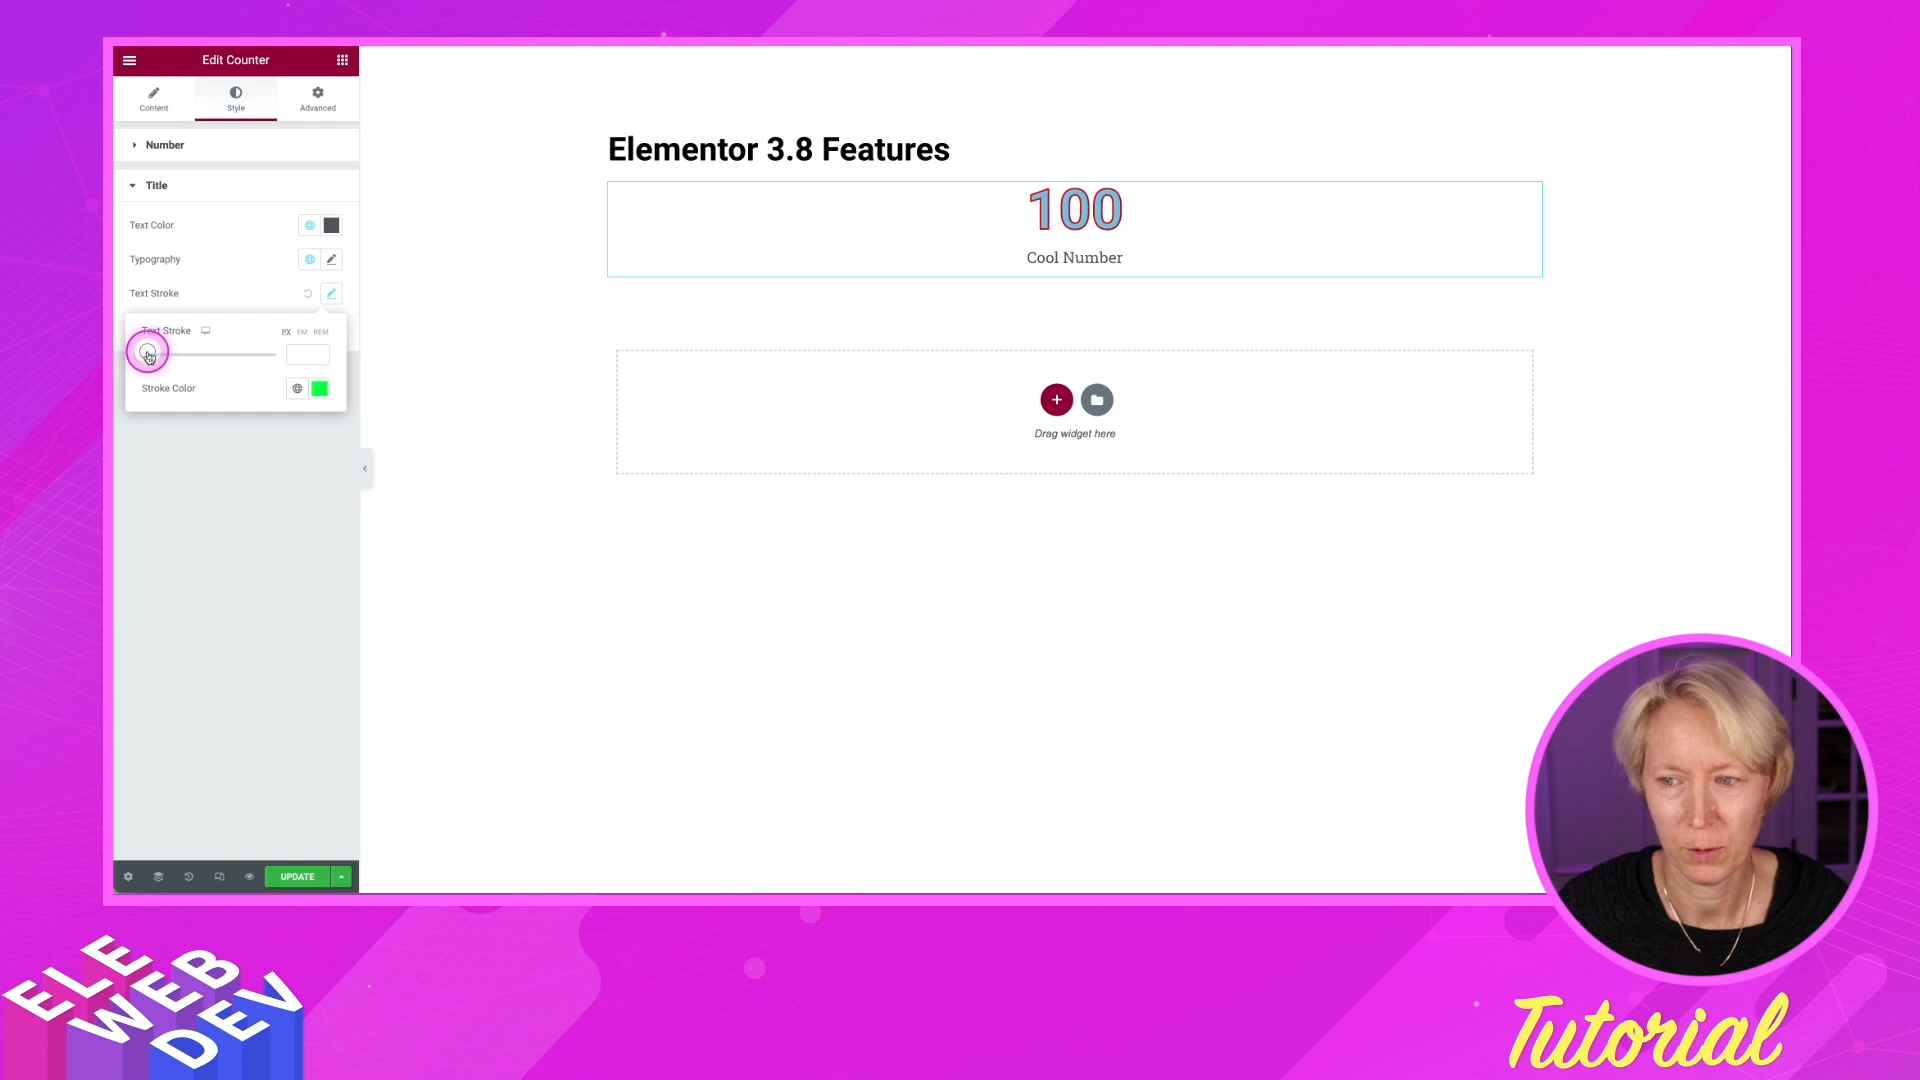 Edit Counter
Content
Style
Advanced
Number
Title
Text Color
Typography
Text Stroke
Text Stroke
PX EM REM
Stroke Color
UPDATE
Elementor 3.8 Features
100
Cool Number
Drag widget here
ELE
WEB
DEV
Tutorial